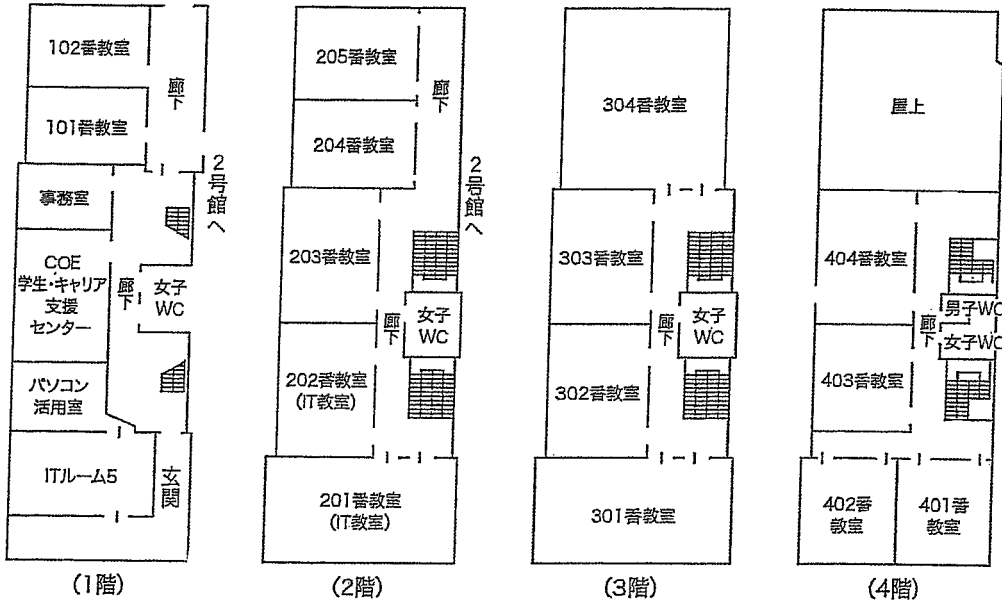 102番教室
廊下
101番教室
2号館へ
事務室
COE
学生・キャリア
支援
センター
廊下
女子
WC
パソコン
活用室
ITルーム5
玄関
(1階)
205番教室
廊下
204番教室
2号館へ
203番教室
廊下
女子
WC
202番教室
(IT教室)
201番教室
(IT教室)
(2階)
304番教室
303番教室
廊下
女子
WC
302番教室
301番教室
(3階)
屋上
404番教室
男子WC
廊下
女子WC
403番教室
402番
教室
401番
教室
(4階)